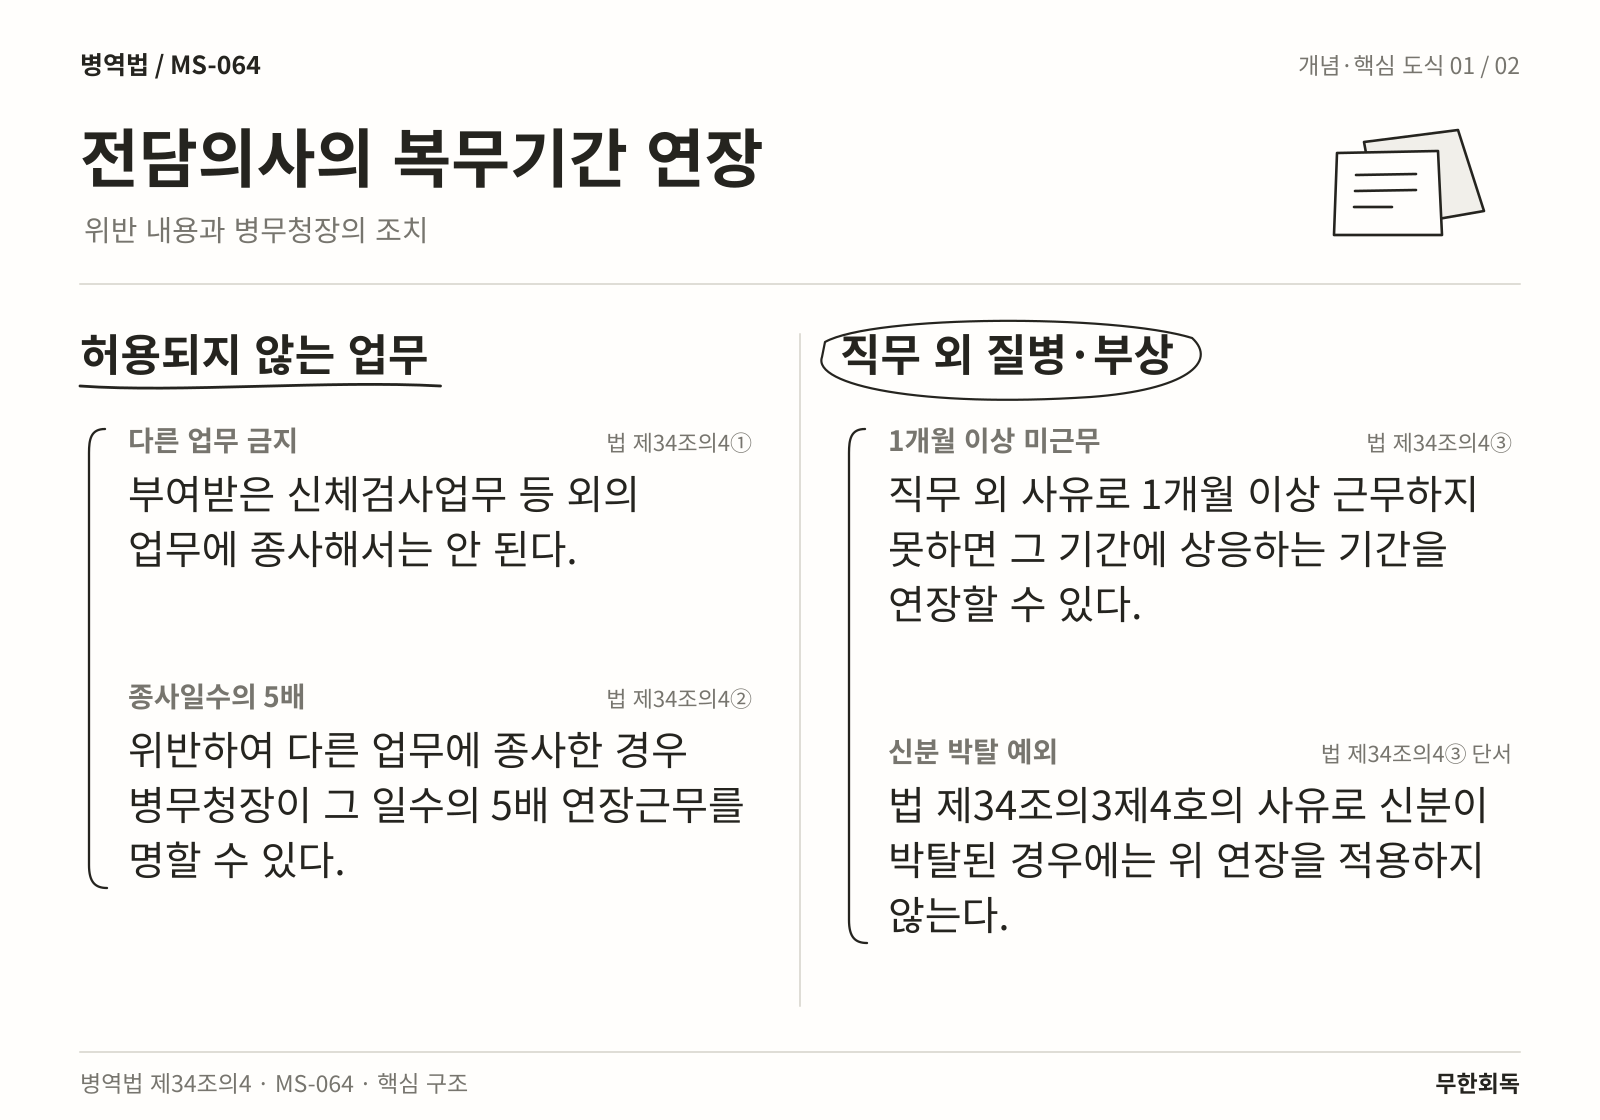 병역법 / MS-064
개념·핵심 도식 01 / 02
전담의사의 복무기간 연장
위반 내용과 병무청장의 조치
허용되지 않는 업무
다른 업무 금지
법 제34조의4①
부여받은 신체검사업무 등 외의
업무에 종사해서는 안 된다.
종사일수의 5배
법 제34조의4②
위반하여 다른 업무에 종사한 경우
병무청장이 그 일수의 5배 연장근무를
명할 수 있다.
직무 외 질병·부상
1개월 이상 미근무
법 제34조의4③
직무 외 사유로 1개월 이상 근무하지
못하면 그 기간에 상응하는 기간을
연장할 수 있다.
신분 박탈 예외
법 제34조의4③ 단서
법 제34조의3제4호의 사유로 신분이
박탈된 경우에는 위 연장을 적용하지
않는다.
병역법 제34조의4 · MS-064 · 핵심 구조
무한회독